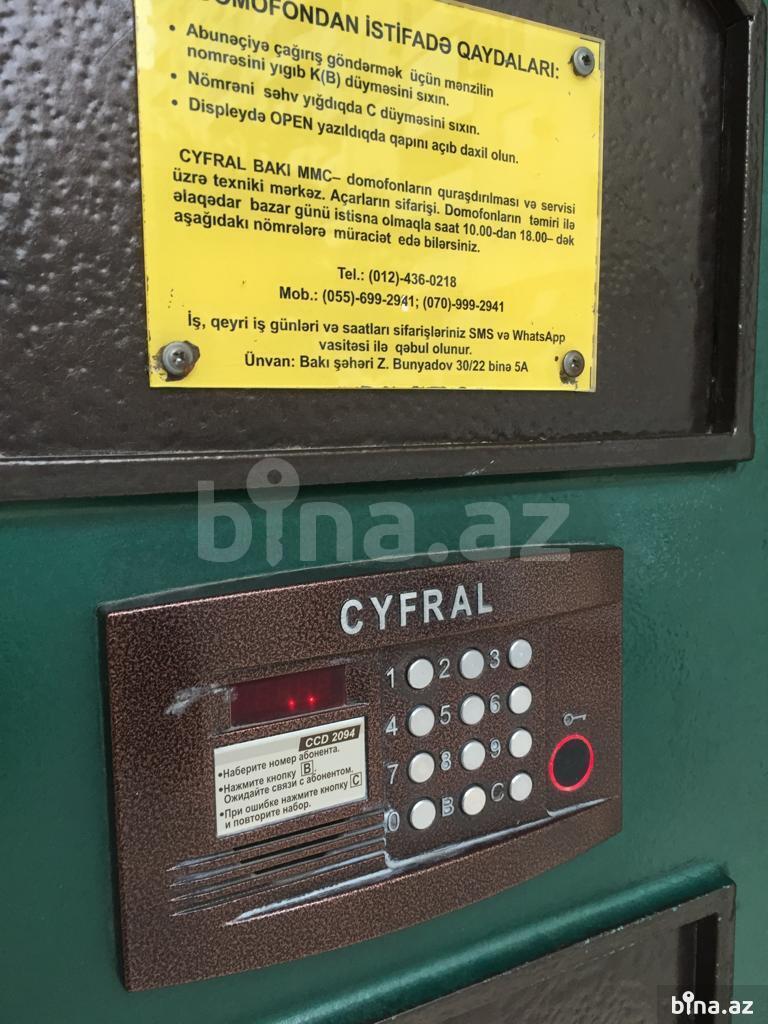 DOMOFONDAN İSTİFADƏ QAYDALARI:
• Abunəçiyə çağırış göndərmək üçün mənzilin
nomrəsini yıgıb K(B) düyməsini sıxın.
• Nömrəni səhv yığdıqda C düyməsini sıxın.
• Displeydə OPEN yazıldıqda qapını açıb daxil olun.
CYFRAL BAKI MMC– domofonların quraşdırılması və servisi
üzrə texniki mərkəz. Açarların sifarişi. Domofonların təmiri ilə
əlaqədar bazar günü istisna olmaqla saat 10.00-dan 18.00– dək
aşağıdakı nömrələrə müraciət edə bilərsiniz.
Tel.: (012)-436-0218
Mob.: (055)-699-2941; (070)-999-2941
İş, qeyri iş günləri və saatları sifarişləriniz SMS və WhatsApp
vasitəsi ilə qəbul olunur.
Ünvan: Bakı şəhəri Z. Bunyadov 30/22 binə 5A
bina.az
CYFRAL
1 2 3
4 5 6
7 8 9
0 B C
CCD 2094
•Наберите номер абонента.
•Нажмите кнопку B.
Ожидайте связи с абонентом.
•При ошибке нажмите кнопку C
и повторите набор.
bina.az